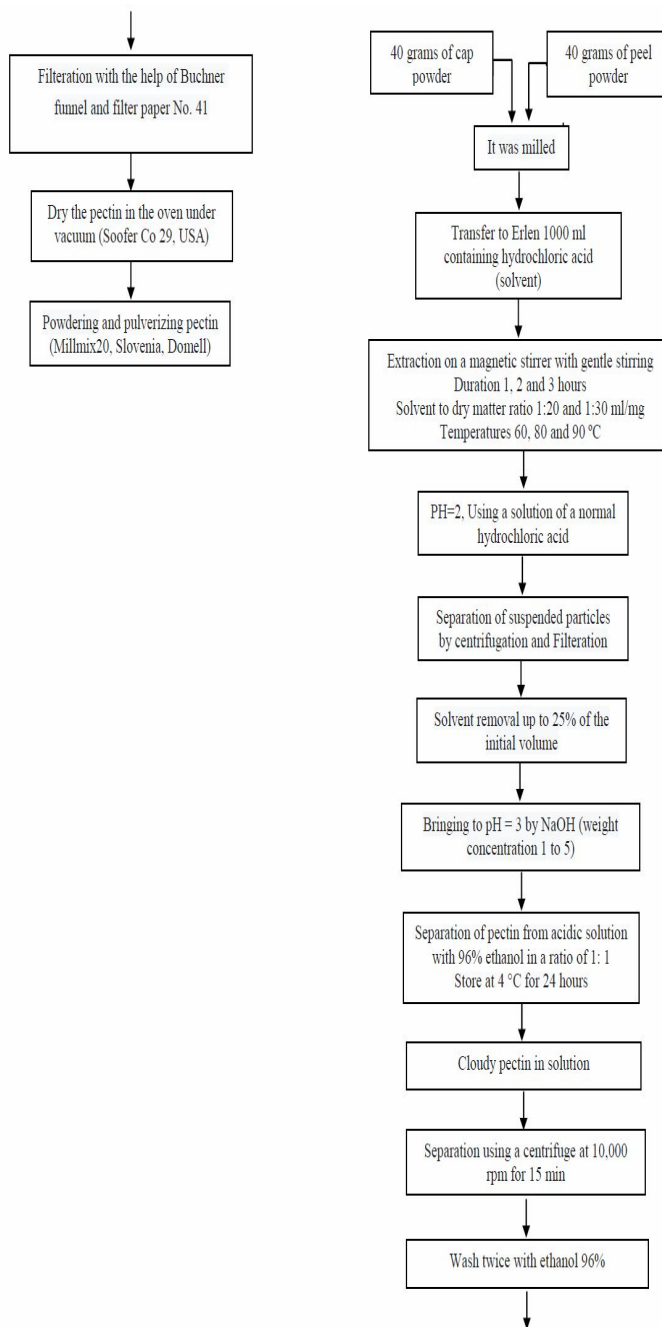 40 grams of cap
powder
40 grams of peel
powder
It was milled
Transfer to Erlen 1000 ml
containing hydrochloric acid
(solvent)
Extraction on a magnetic stirrer with gentle stirring
Duration 1, 2 and 3 hours
Solvent to dry matter ratio 1:20 and 1:30 ml/mg
Temperatures 60, 80 and 90 ºC
PH=2, Using a solution of a normal
hydrochloric acid
Separation of suspended particles
by centrifugation and Filteration
Solvent removal up to 25% of the
initial volume
Bringing to pH = 3 by NaOH (weight
concentration 1 to 5)
Separation of pectin from acidic solution
with 96% ethanol in a ratio of 1: 1
Store at 4 °C for 24 hours
Cloudy pectin in solution
Separation using a centrifuge at 10,000
rpm for 15 min
Wash twice with ethanol 96%
Filteration with the help of Buchner
funnel and filter paper No. 41
Dry the pectin in the oven under
vacuum (Soofer Co 29, USA)
Powdering and pulverizing pectin
(Millmix20, Slovenia, Domell)